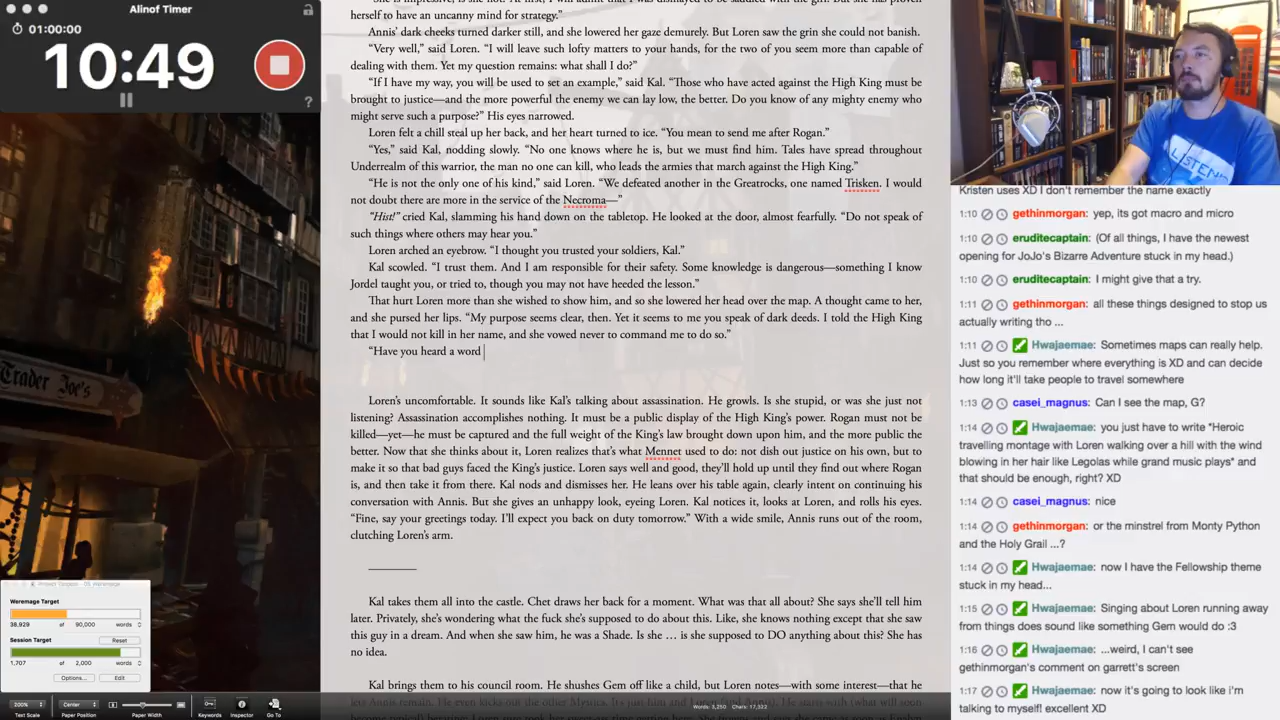 Alinof Timer
01:00:00
10:49
?
Trader Joe's
Weremage Target
38,929 of 90,000 words
Session Target
Reset
1,707 of 2,000 words
Options...
Edit
200%
Center
Text Scale
Paper Position
Paper Width
Keywords
Inspector
Go To
herself to have an uncanny mind for strategy.”
Annis’ dark cheeks turned darker still, and she lowered her gaze demurely. But Loren saw the grin she could not banish.
“Very well,” said Loren. “I will leave such lofty matters to your hands, for the two of you seem more than capable of
dealing with them. Yet my question remains: what shall I do?”
“If I have my way, you will be used to set an example,” said Kal. “Those who have acted against the High King must be
brought to justice—and the more powerful the enemy we can lay low, the better. Do you know of any mighty enemy who
might serve such a purpose?” His eyes narrowed.
Loren felt a chill steal up her back, and her heart turned to ice. “You mean to send me after Rogan.”
“Yes,” said Kal, nodding slowly. “No one knows where he is, but we must find him. Tales have spread throughout
Underrealm of this warrior, the man no one can kill, who leads the armies that march against the High King.”
“He is not the only one of his kind,” said Loren. “We defeated another in the Greatrocks, one named Trisken. I would
not doubt there are more in the service of the Necroma—”
“Hist!” cried Kal, slamming his hand down on the tabletop. He looked at the door, almost fearfully. “Do not speak of
such things where others may hear you.”
Loren arched an eyebrow. “I thought you trusted your soldiers, Kal.”
Kal scowled. “I trust them. And I am responsible for their safety. Some knowledge is dangerous—something I know
Jordel taught you, or tried to, though you may not have heeded the lesson.”
That hurt Loren more than she wished to show him, and so she lowered her head over the map. A thought came to her,
and she pursed her lips. “My purpose seems clear, then. Yet it seems to me you speak of dark deeds. I told the High King
that I would not kill in her name, and she vowed never to command me to do so.”
“Have you heard a word
Loren’s uncomfortable. It sounds like Kal’s talking about assassination. He growls. Is she stupid, or was she just not
listening? Assassination accomplishes nothing. It must be a public display of the High King’s power. Rogan must not be
killed—yet—he must be captured and the full weight of the King’s law brought down upon him, and the more public the
better. Now that she thinks about it, Loren realizes that’s what Mennet used to do: not dish out justice on his own, but to
make it so that bad guys faced the King’s justice. Loren says well and good, they’ll hold up until they find out where Rogan
is, and then take it from there. Kal nods and dismisses her. He leans over his table again, clearly intent on continuing his
conversation with Annis. But she gives an unhappy look, eyeing Loren. Kal notices it, looks at Loren, and rolls his eyes.
“Fine, say your greetings today. I’ll expect you back on duty tomorrow.” With a wide smile, Annis runs out of the room,
clutching Loren’s arm.
Kal takes them all into the castle. Chet draws her back for a moment. What was that all about? She says she’ll tell him
later. Privately, she’s wondering what the fuck she’s supposed to do about this. Like, she knows nothing except that she saw
this guy in a dream. And when she saw him, he was a Shade. Is she … is she supposed to DO anything about this? She has
no idea.
Kal brings them to his council room. He shushes Gem off like a child, but Loren notes—with some interest—that he
Words: 3,250 Chars: 17,322
LISTEN
Kristen uses XD I don't remember the name exactly
1:10 gethinmorgan: yep, its got macro and micro
1:10 eruditecaptain: (Of all things, I have the newest
opening for JoJo's Bizarre Adventure stuck in my head.)
1:10 eruditecaptain: I might give that a try.
1:11 gethinmorgan: all these things designed to stop us
actually writing tho ...
1:11 Hwajaemae: Sometimes maps can really help.
Just so you remember where everything is XD and can decide
how long it'll take people to travel somewhere
1:13 casei_magnus: Can I see the map, G?
1:14 Hwajaemae: you just have to write *Heroic
travelling montage with Loren walking over a hill with the wind
blowing in her hair like Legolas while grand music plays* and
that should be enough, right? XD
1:14 casei_magnus: nice
1:14 gethinmorgan: or the minstrel from Monty Python
and the Holy Grail ...?
1:14 Hwajaemae: now I have the Fellowship theme
stuck in my head...
1:15 Hwajaemae: Singing about Loren running away
from things does sound like something Gem would do :3
1:16 Hwajaemae: ...weird, I can't see
gethinmorgan's comment on garrett's screen
1:17 Hwajaemae: now it's going to look like i'm
talking to myself! excellent XD